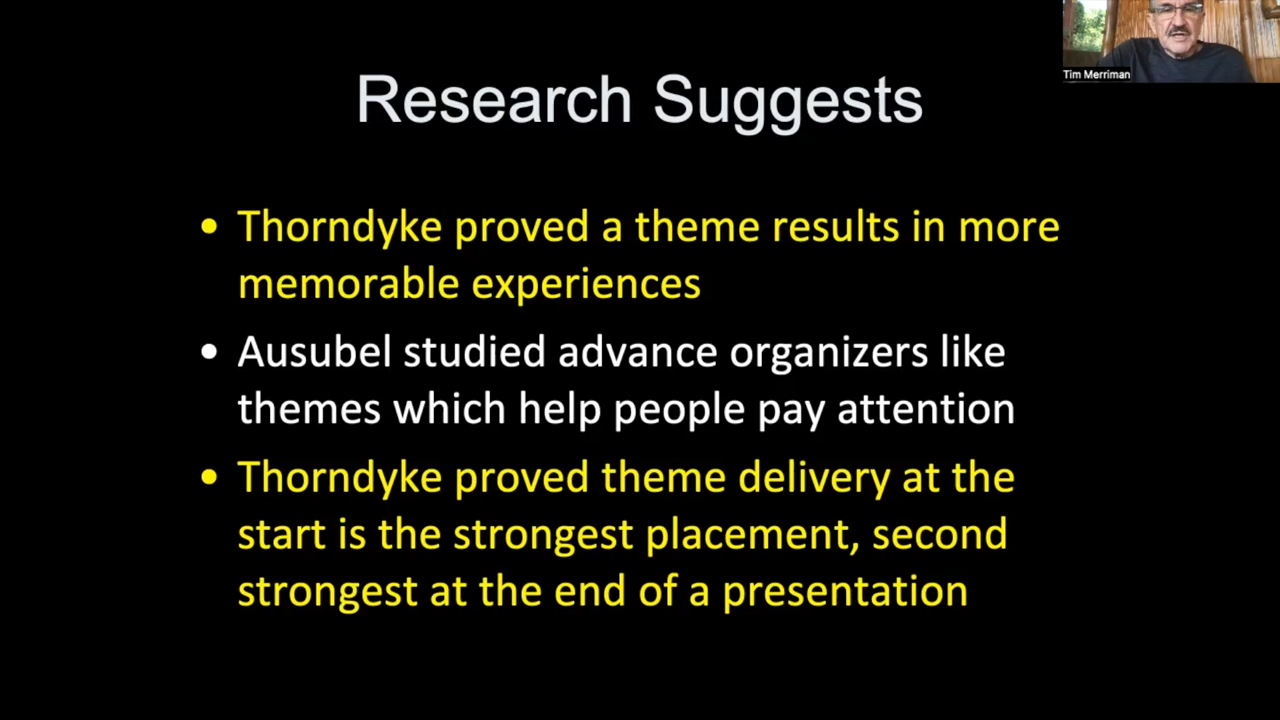 Tim Merriman
Research Suggests
• Thorndyke proved a theme results in more
memorable experiences
• Ausubel studied advance organizers like
themes which help people pay attention
• Thorndyke proved theme delivery at the
start is the strongest placement, second
strongest at the end of a presentation